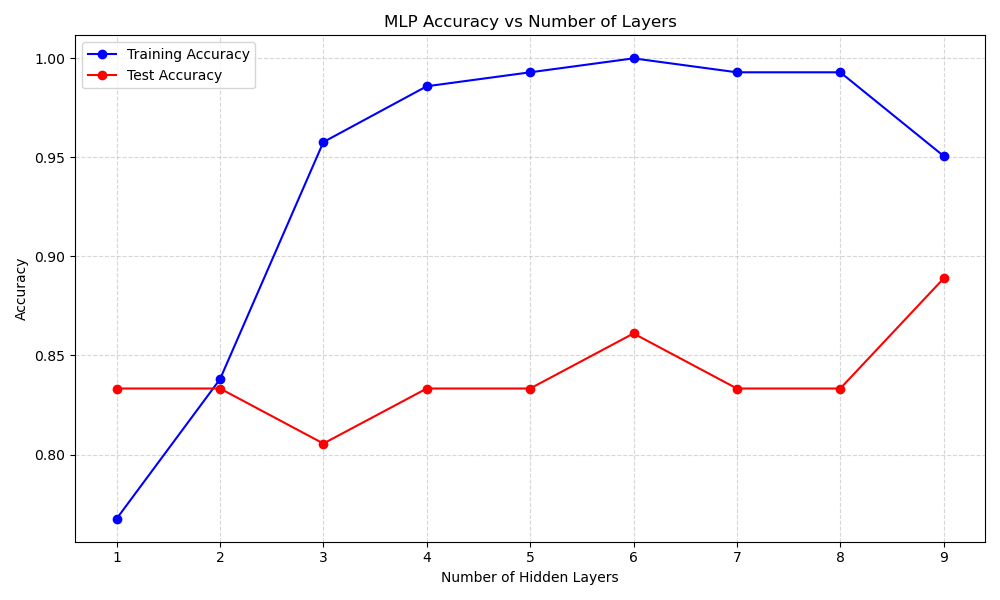 MLP Accuracy vs Number of Layers
Training Accuracy
Test Accuracy
1.00
0.95
0.90
0.85
0.80
Accuracy
1 2 3 4 5 6 7 8 9
Number of Hidden Layers